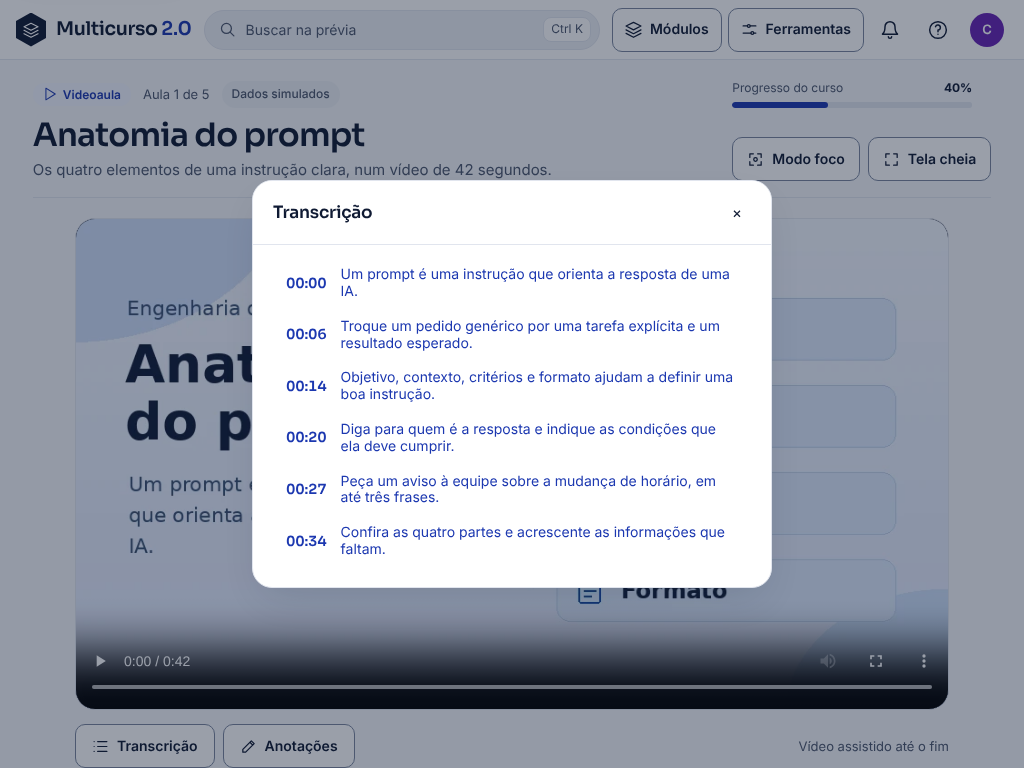 Multicurso 2.0
Buscar na prévia
Ctrl K
Módulos
Ferramentas
C
Videoaula
Aula 1 de 5
Dados simulados
Progresso do curso
40%
Anatomia do prompt
Os quatro elementos de uma instrução clara, num vídeo de 42 segundos.
Modo foco
Tela cheia
Transcrição
×
00:00
Um prompt é uma instrução que orienta a resposta de uma
IA.
00:06
Troque um pedido genérico por uma tarefa explícita e um
resultado esperado.
00:14
Objetivo, contexto, critérios e formato ajudam a definir uma
boa instrução.
00:20
Diga para quem é a resposta e indique as condições que
ela deve cumprir.
00:27
Peça um aviso à equipe sobre a mudança de horário, em
até três frases.
00:34
Confira as quatro partes e acrescente as informações que
faltam.
Engenharia
do
Um prompt
que orienta
IA.
Formato
0:00 / 0:42
Transcrição
Anotações
Vídeo assistido até o fim